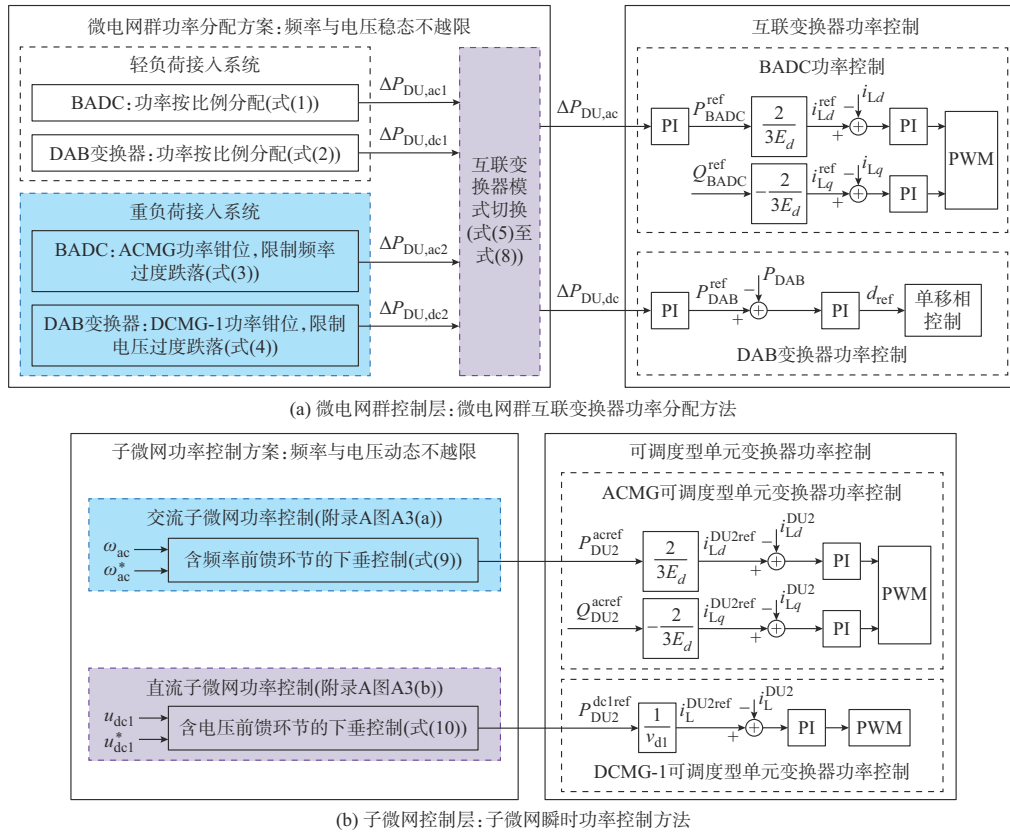 微电网群功率分配方案:频率与电压稳态不越限
轻负荷接入系统
BADC:功率按比例分配(式(1))
DAB变换器:功率按比例分配(式(2))
重负荷接入系统
BADC:ACMG功率钳位,限制频率
过度跌落(式(3))
DAB变换器:DCMG-1功率钳位,限制
电压过度跌落(式(4))
ΔP_DU,ac1
ΔP_DU,dc1
ΔP_DU,ac2
ΔP_DU,dc2
互联变
换器模
式切换
(式(5)至
式(8))
ΔP_DU,ac
ΔP_DU,dc
互联变换器功率控制
BADC功率控制
PI
P_BADC^ref
2/(3E_d)
i_Ld^ref
− i_Ld
+
PI
Q_BADC^ref
−2/(3E_d)
i_Lq^ref
− i_Lq
+
PI
PWM
PI
P_DAB^ref
− P_DAB
+
PI
d_ref
单移相
控制
DAB变换器功率控制
(a) 微电网群控制层:微电网群互联变换器功率分配方法
子微网功率控制方案:频率与电压动态不越限
交流子微网功率控制(附录A图A3(a))
ω_ac
ω_ac^*
含频率前馈环节的下垂控制(式(9))
直流子微网功率控制(附录A图A3(b))
u_dc1
u_dc1^*
含电压前馈环节的下垂控制(式(10))
可调度型单元变换器功率控制
ACMG可调度型单元变换器功率控制
P_DU2^acref
2/(3E_d)
i_Ld^DU2ref
− i_Ld^DU2
+
PI
Q_DU2^acref
−2/(3E_d)
i_Lq^DU2ref
− i_Lq^DU2
+
PI
PWM
P_DU2^dc1ref
1/v_d1
i_L^DU2ref
− i_L^DU2
+
PI
PWM
DCMG-1可调度型单元变换器功率控制
(b) 子微网控制层:子微网瞬时功率控制方法